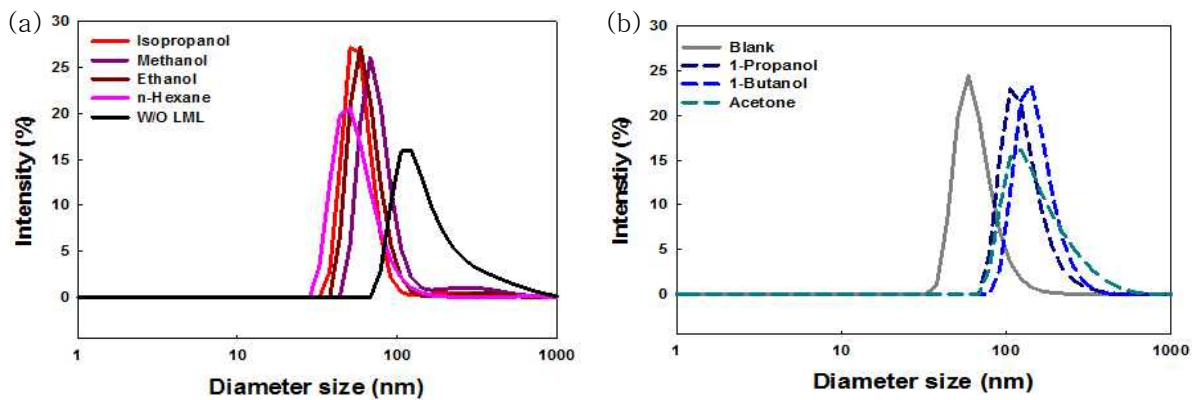 (a)
30
25
20
15
10
5
0
Intensity (%)
Isopropanol
Methanol
Ethanol
n-Hexane
W/O LML
1 10 100 1000
Diameter size (nm)
(b)
30
25
20
15
10
5
0
Intenstiy (%)
Blank
1-Propanol
1-Butanol
Acetone
1 10 100 1000
Diameter size (nm)